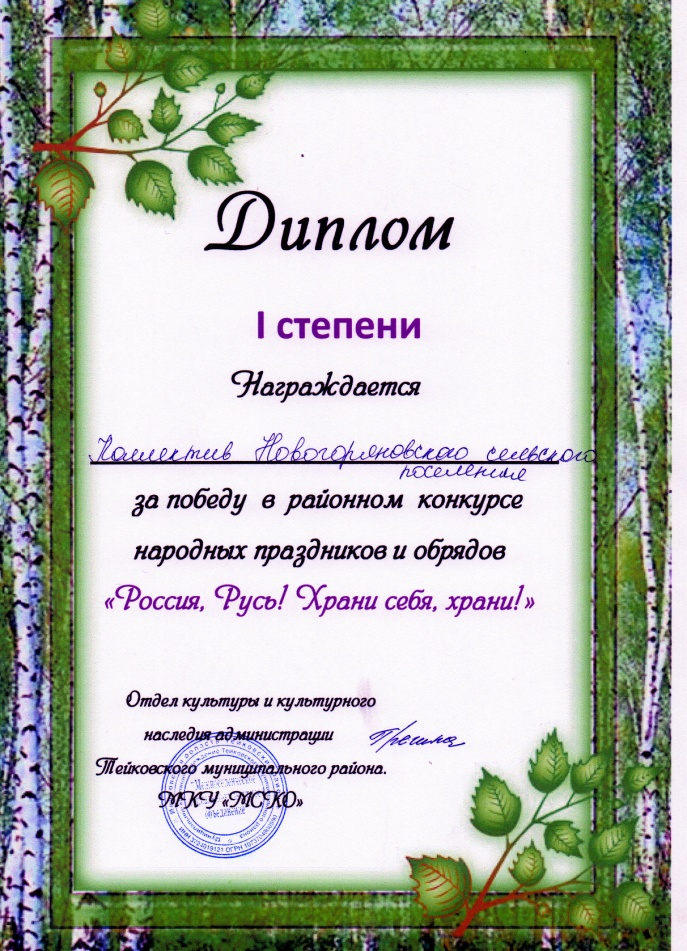 Диплом
I степени
Награждается
Коллектив Новогоряновского сельского
поселения
за победу в районном конкурсе
народных праздников и обрядов
«Россия, Русь! Храни себя, храни!»
Отдел культуры и культурного
наследия администрации
Тейковского муниципального района.
МКУ «МСКО»